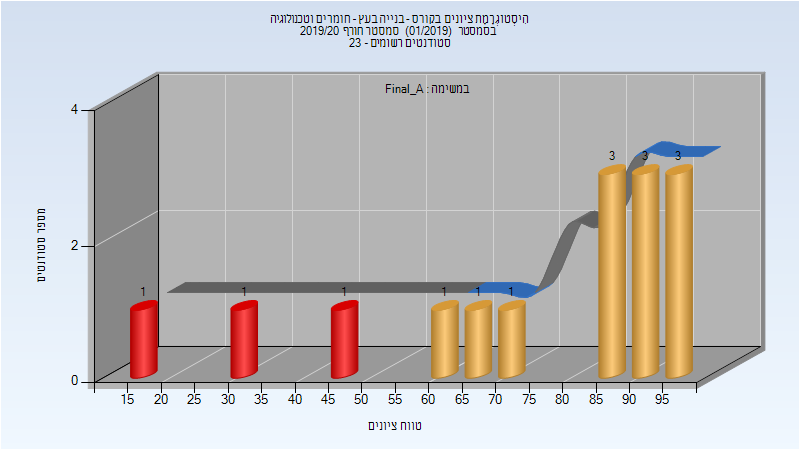 היסטוגרמת ציונים בקורס - בנייה בעץ - חומרים וטכנולוגיה
בסמסטר (01/2019) סמסטר חורף 2019/20
סטודנטים רשומים - 23
במשימה : Final_A
מספר סטודנטים
4
2
0
1 1 1 1 1 1 3 3 3
15 20 25 30 35 40 45 50 55 60 65 70 75 80 85 90 95
טווח ציונים